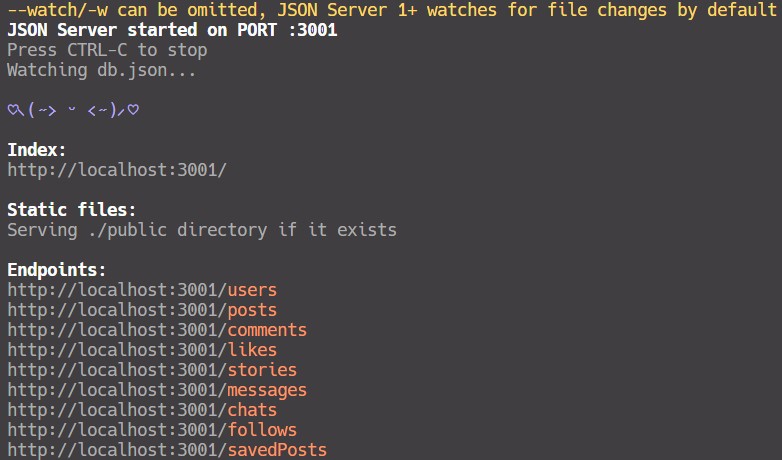 --watch/-w can be omitted, JSON Server 1+ watches for file changes by default
JSON Server started on PORT :3001
Press CTRL-C to stop
Watching db.json...
♡⸜(˶˃ ᵕ ˂˶)⸝♡
Index:
http://localhost:3001/
Static files:
Serving ./public directory if it exists
Endpoints:
http://localhost:3001/users
http://localhost:3001/posts
http://localhost:3001/comments
http://localhost:3001/likes
http://localhost:3001/stories
http://localhost:3001/messages
http://localhost:3001/chats
http://localhost:3001/follows
http://localhost:3001/savedPosts